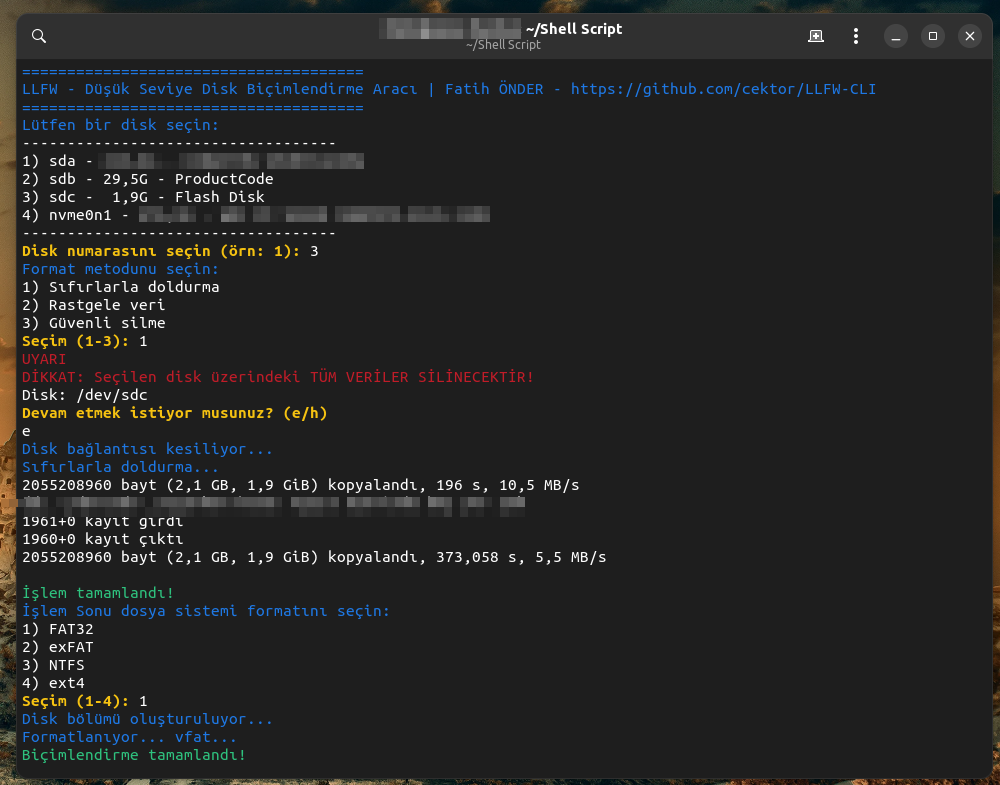 ~/Shell Script
~/Shell Script
======================================
LLFW - Düşük Seviye Disk Biçimlendirme Aracı | Fatih ÖNDER - https://github.com/cektor/LLFW-CLI
======================================
Lütfen bir disk seçin:
-----------------------------------
1) sda -
2) sdb - 29,5G - ProductCode
3) sdc -  1,9G - Flash Disk
4) nvme0n1 -
-----------------------------------
Disk numarasını seçin (örn: 1): 3
Format metodunu seçin:
1) Sıfırlarla doldurma
2) Rastgele veri
3) Güvenli silme
Seçim (1-3): 1
UYARI
DİKKAT: Seçilen disk üzerindeki TÜM VERİLER SİLİNECEKTİR!
Disk: /dev/sdc
Devam etmek istiyor musunuz? (e/h)
e
Disk bağlantısı kesiliyor...
Sıfırlarla doldurma...
2055208960 bayt (2,1 GB, 1,9 GiB) kopyalandı, 196 s, 10,5 MB/s
1961+0 kayıt girdi
1960+0 kayıt çıktı
2055208960 bayt (2,1 GB, 1,9 GiB) kopyalandı, 373,058 s, 5,5 MB/s
İşlem tamamlandı!
İşlem Sonu dosya sistemi formatını seçin:
1) FAT32
2) exFAT
3) NTFS
4) ext4
Seçim (1-4): 1
Disk bölümü oluşturuluyor...
Formatlanıyor... vfat...
Biçimlendirme tamamlandı!